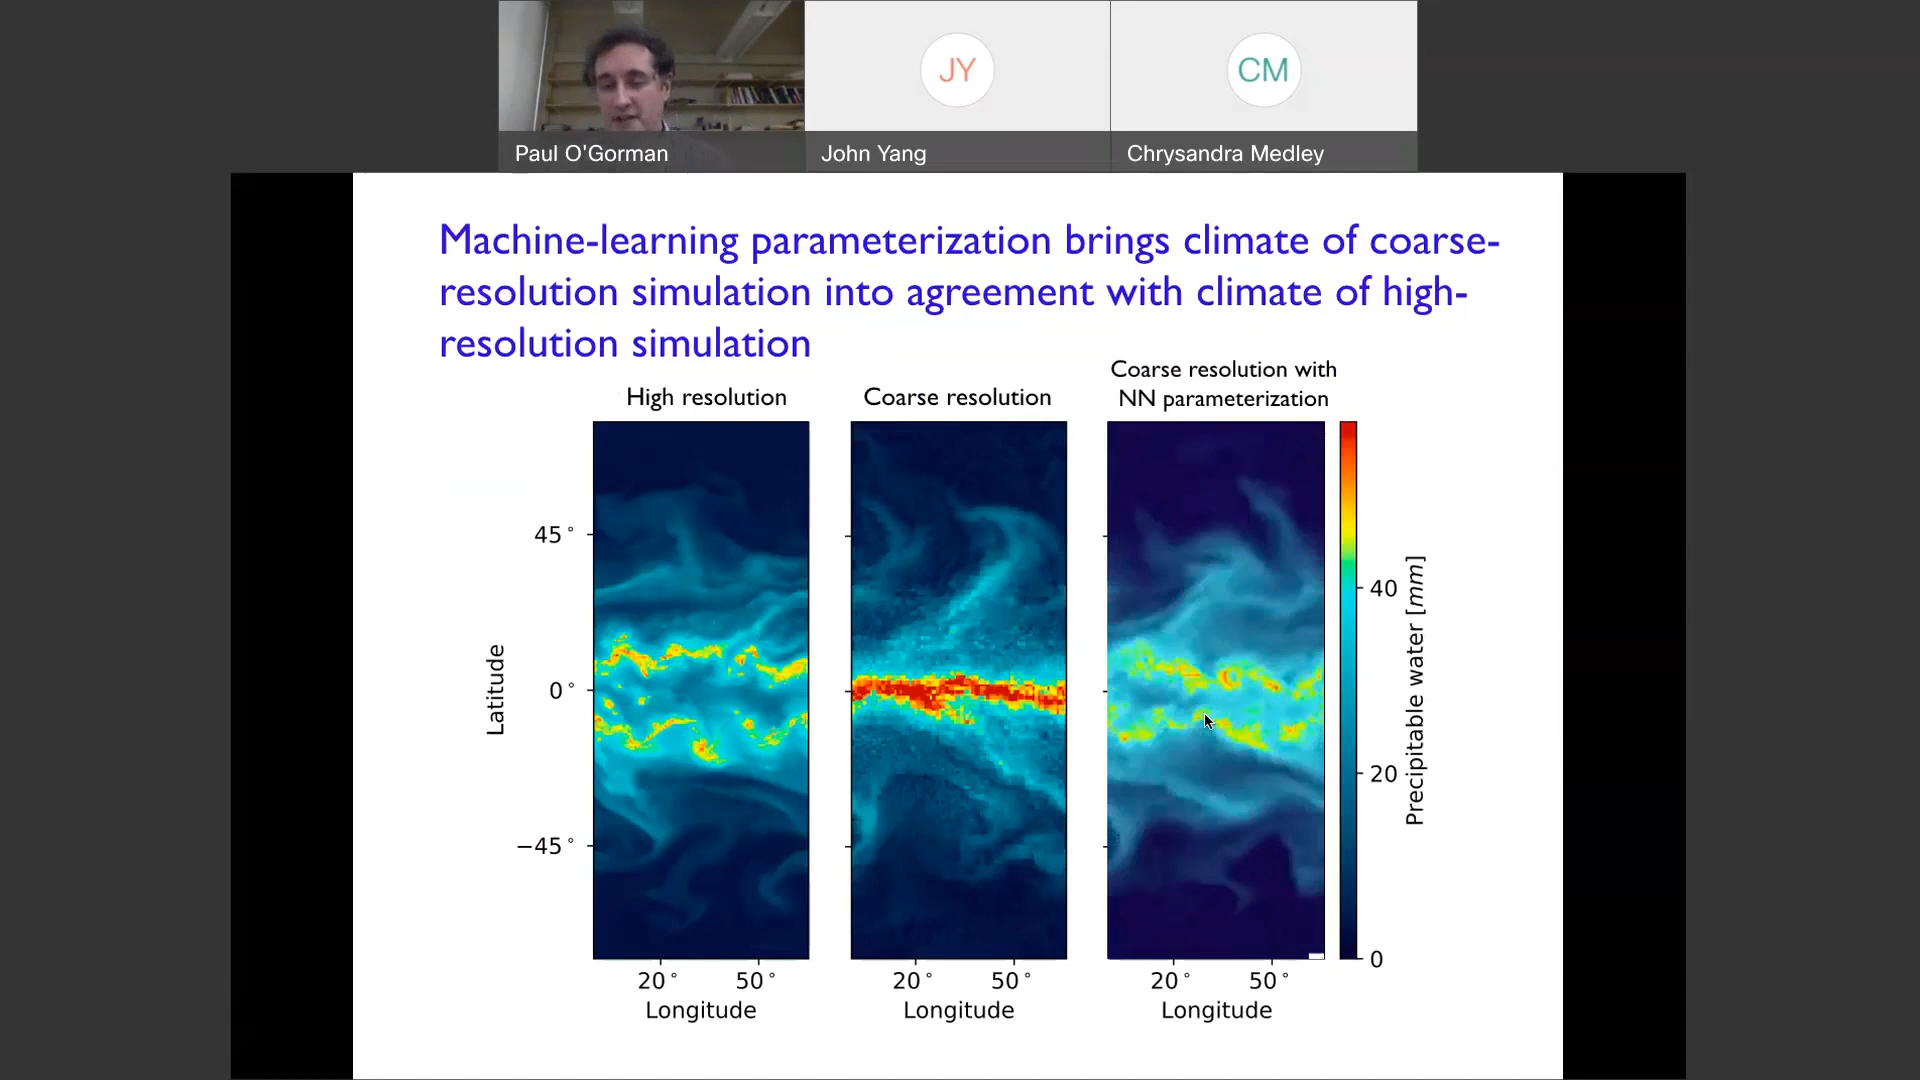 JY
CM
Paul O'Gorman
John Yang
Chrysandra Medley
Machine-learning parameterization brings climate of coarse-
resolution simulation into agreement with climate of high-
resolution simulation
High resolution
Coarse resolution
Coarse resolution with
NN parameterization
Latitude
45°
0°
−45°
20° 50°
Longitude
20° 50°
Longitude
20° 50°
Longitude
40
20
0
Precipitable water [mm]